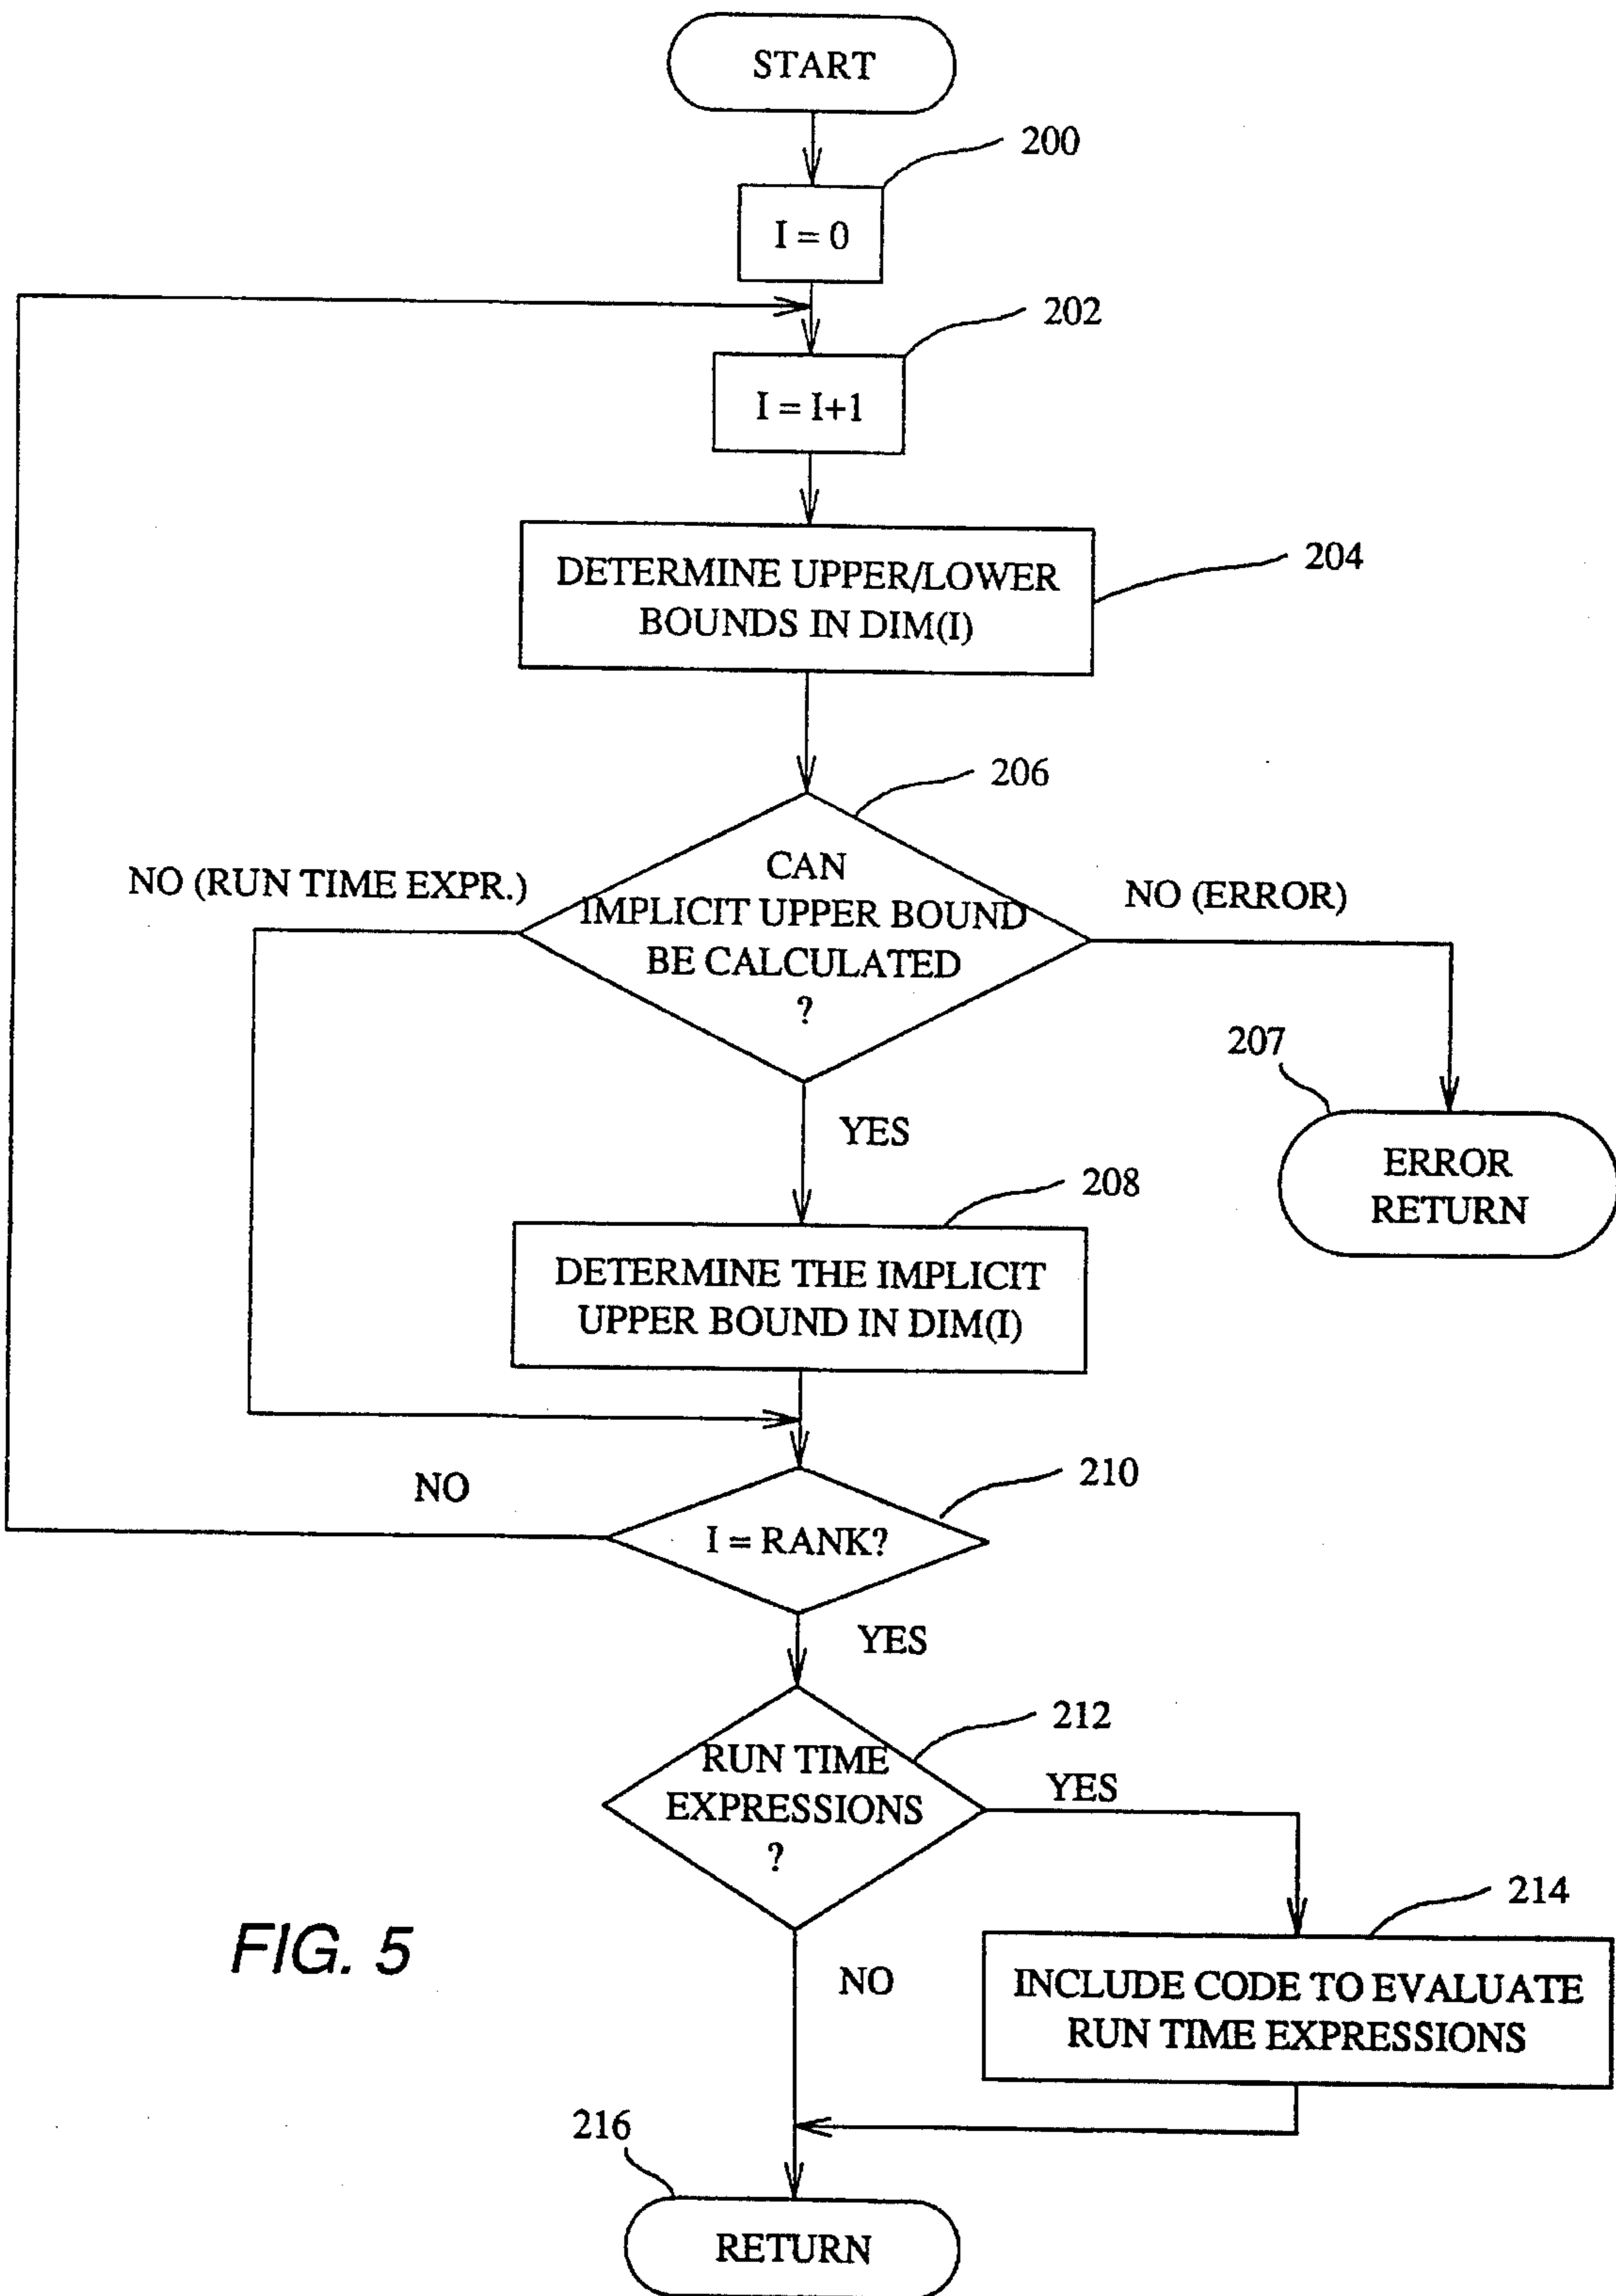 START
200
I = 0
202
I = I+1
204
DETERMINE UPPER/LOWER
BOUNDS IN DIM(I)
206
NO (RUN TIME EXPR.)
CAN
IMPLICIT UPPER BOUND
BE CALCULATED
?
NO (ERROR)
207
ERROR
RETURN
YES
208
DETERMINE THE IMPLICIT
UPPER BOUND IN DIM(I)
210
NO
I = RANK?
YES
212
RUN TIME
EXPRESSIONS
?
YES
214
INCLUDE CODE TO EVALUATE
RUN TIME EXPRESSIONS
FIG. 5
NO
216
RETURN